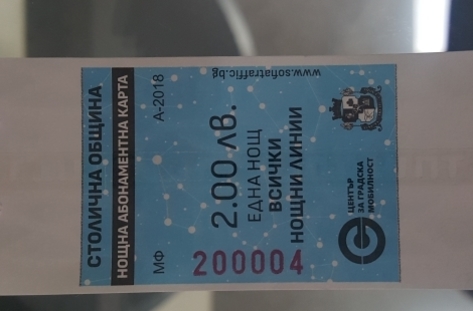 СТОЛИЧНА ОБЩИНА
НОЩНА АБОНАМЕНТНА КАРТА
МФ А-2018
2.00 лв.
ЕДНА НОЩ
ВСИЧКИ
НОЩНИ ЛИНИИ
200004
www.sofiatraffic.bg
ЦЕНТЪР
ЗА ГРАДСКА
МОБИЛНОСТ